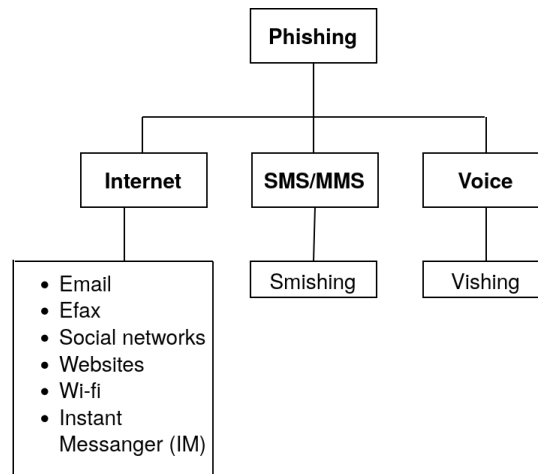 Phishing
Internet
SMS/MMS
Voice
Smishing
Vishing
• Email
• Efax
• Social networks
• Websites
• Wi-fi
• Instant
Messanger (IM)